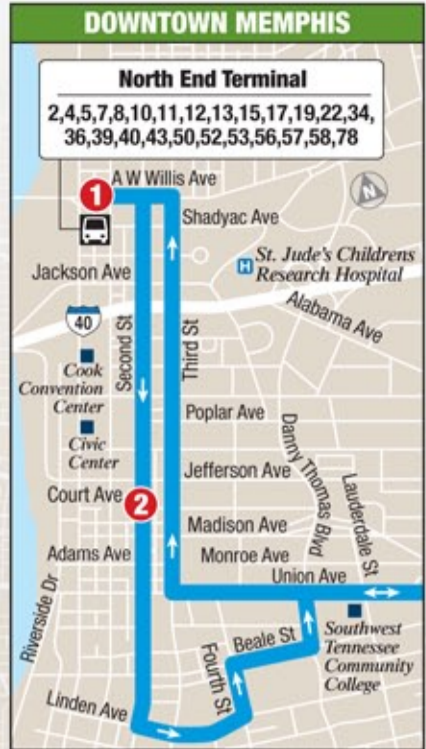 DOWNTOWN MEMPHIS
North End Terminal
2,4,5,7,8,10,11,12,13,15,17,19,22,34,
36,39,40,43,50,52,53,56,57,58,78
1
A W Willis Ave
N
Shadyac Ave
H
St. Jude's Childrens
Research Hospital
Jackson Ave
Alabama Ave
40
Second St
Third St
Cook
Convention
Center
Poplar Ave
Danny Thomas Blvd
Civic
Center
Jefferson Ave
Lauderdale St
Court Ave
2
Madison Ave
Adams Ave
Monroe Ave
Union Ave
Riverside Dr
Fourth St
Beale St
Southwest
Tennessee
Community
College
Linden Ave